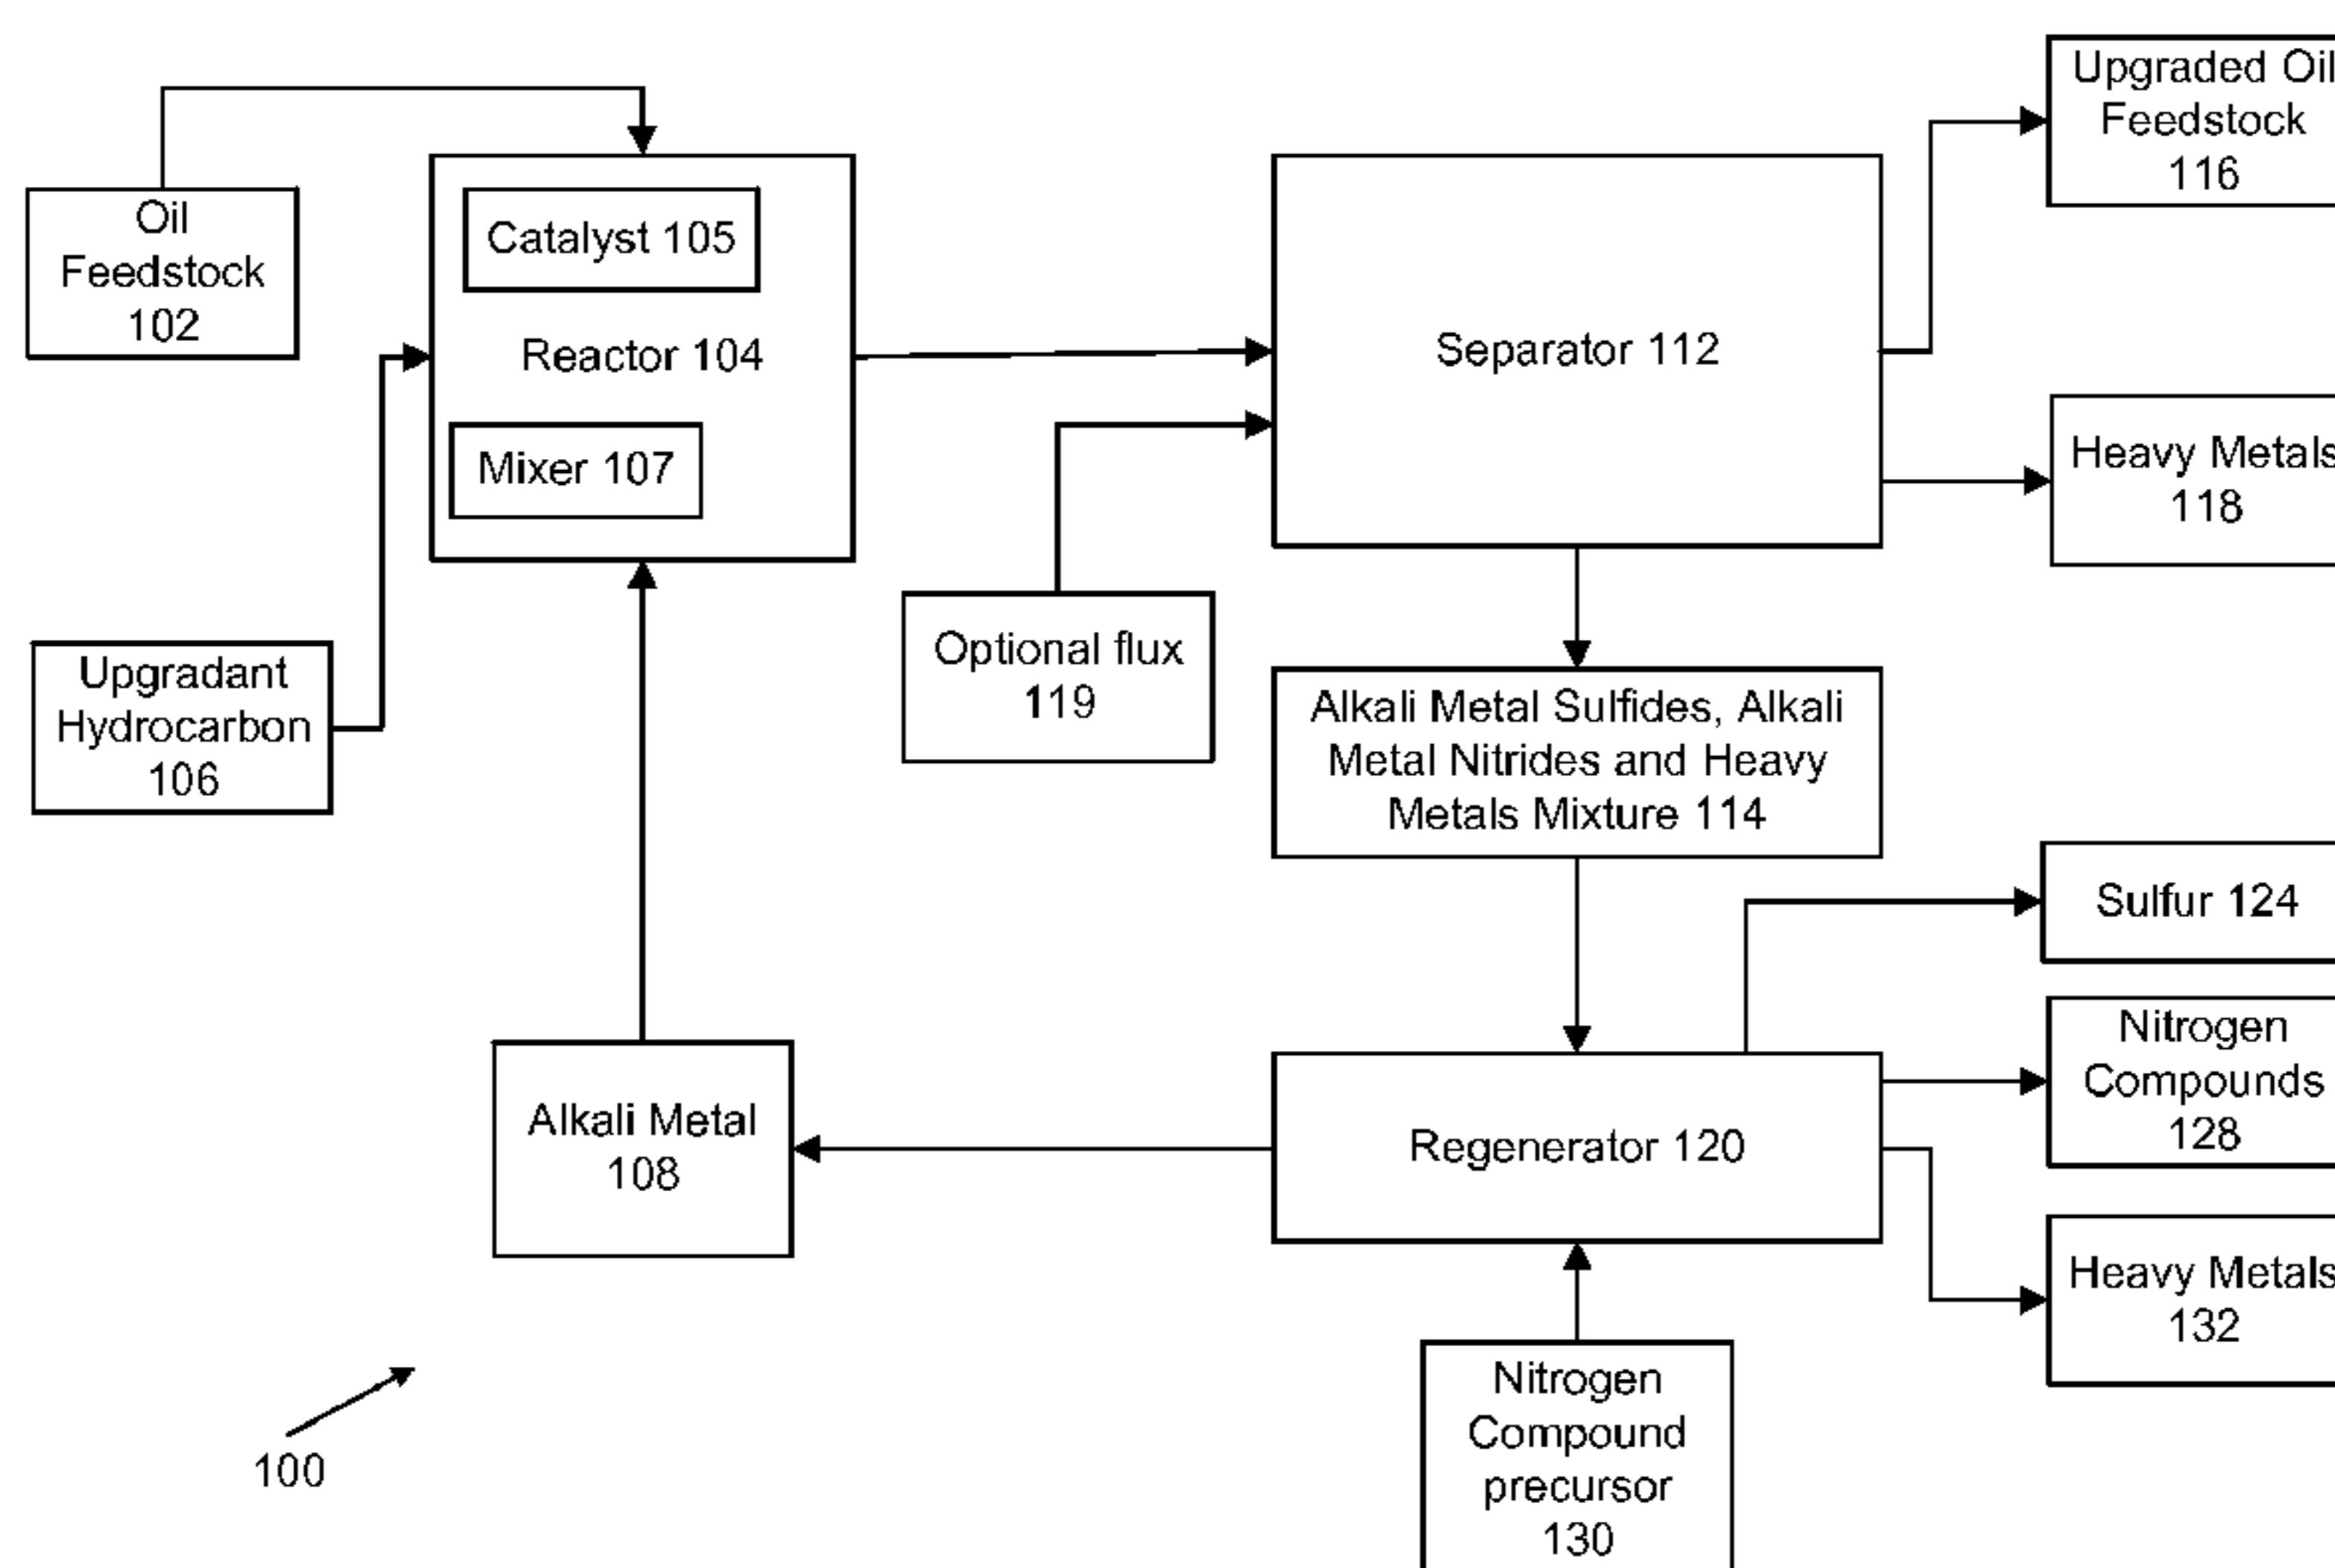 Oil
Feedstock
102
Catalyst 105
Reactor 104
Mixer 107
Upgradant
Hydrocarbon
106
Separator 112
Optional flux
119
Upgraded Oil
Feedstock
116
Heavy Metals
118
Alkali Metal Sulfides, Alkali
Metal Nitrides and Heavy
Metals Mixture 114
Sulfur 124
Nitrogen
Compounds
128
Alkali Metal
108
Regenerator 120
Heavy Metals
132
Nitrogen
Compound
precursor
130
100